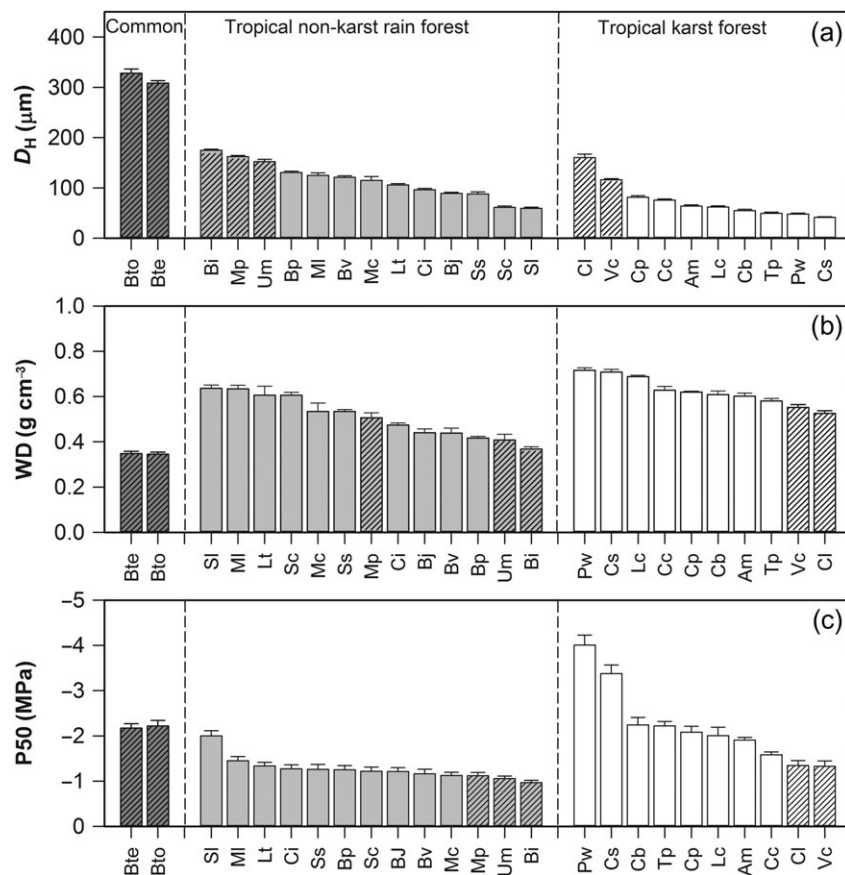 Common Tropical non-karst rain forest Tropical karst forest (a)
400
300
200
100
0
D_H (μm)
Bto Bte Bi Mp Um Bp Ml Bv Mc Lt Ci Bj Ss Sc Sl Cl Vc Cp Cc Am Lc Cb Tp Pw Cs
(b)
1.0
0.8
0.6
0.4
0.2
0.0
WD (g cm⁻³)
Bte Bto Sl Ml Lt Sc Mc Ss Mp Ci Bj Bv Bp Um Bi Pw Cs Lc Cc Cp Cb Am Tp Vc Cl
(c)
−5
−4
−3
−2
−1
0
P50 (MPa)
Bte Bto Sl Ml Lt Ci Ss Bp Sc BJ Bv Mc Mp Um Bi Pw Cs Cb Tp Cp Lc Am Cc Cl Vc